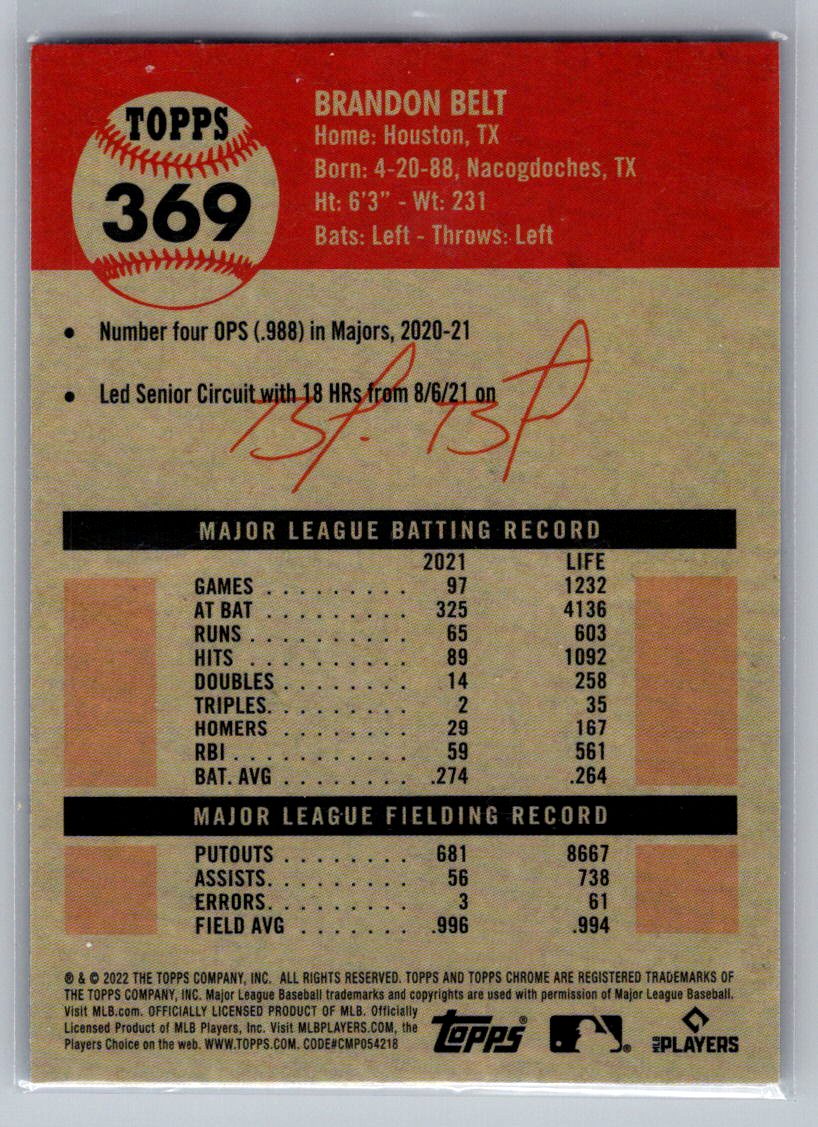 TOPPS
369
BRANDON BELT
Home: Houston, TX
Born: 4-20-88, Nacogdoches, TX
Ht: 6'3" - Wt: 231
Bats: Left - Throws: Left
• Number four OPS (.988) in Majors, 2020-21
• Led Senior Circuit with 18 HRs from 8/6/21 on
MAJOR LEAGUE BATTING RECORD
2021 LIFE
GAMES . . . . . . . . . 97 1232
AT BAT . . . . . . . . . 325 4136
RUNS . . . . . . . . . . 65 603
HITS . . . . . . . . . . 89 1092
DOUBLES . . . . . . . . 14 258
TRIPLES. . . . . . . . . 2 35
HOMERS . . . . . . . . 29 167
RBI . . . . . . . . . . . 59 561
BAT. AVG . . . . . . . . .274 .264
MAJOR LEAGUE FIELDING RECORD
PUTOUTS . . . . . . . . 681 8667
ASSISTS. . . . . . . . . 56 738
ERRORS. . . . . . . . . 3 61
FIELD AVG . . . . . . . .996 .994
® & © 2022 THE TOPPS COMPANY, INC. ALL RIGHTS RESERVED. TOPPS AND TOPPS CHROME ARE REGISTERED TRADEMARKS OF
THE TOPPS COMPANY, INC. Major League Baseball trademarks and copyrights are used with permission of Major League Baseball.
Visit MLB.com. OFFICIALLY LICENSED PRODUCT OF MLB. Officially
Licensed Product of MLB Players, Inc. Visit MLBPLAYERS.COM, the
Players Choice on the web. WWW.TOPPS.COM. CODE#CMP054218
Topps®
®
MLB PLAYERS